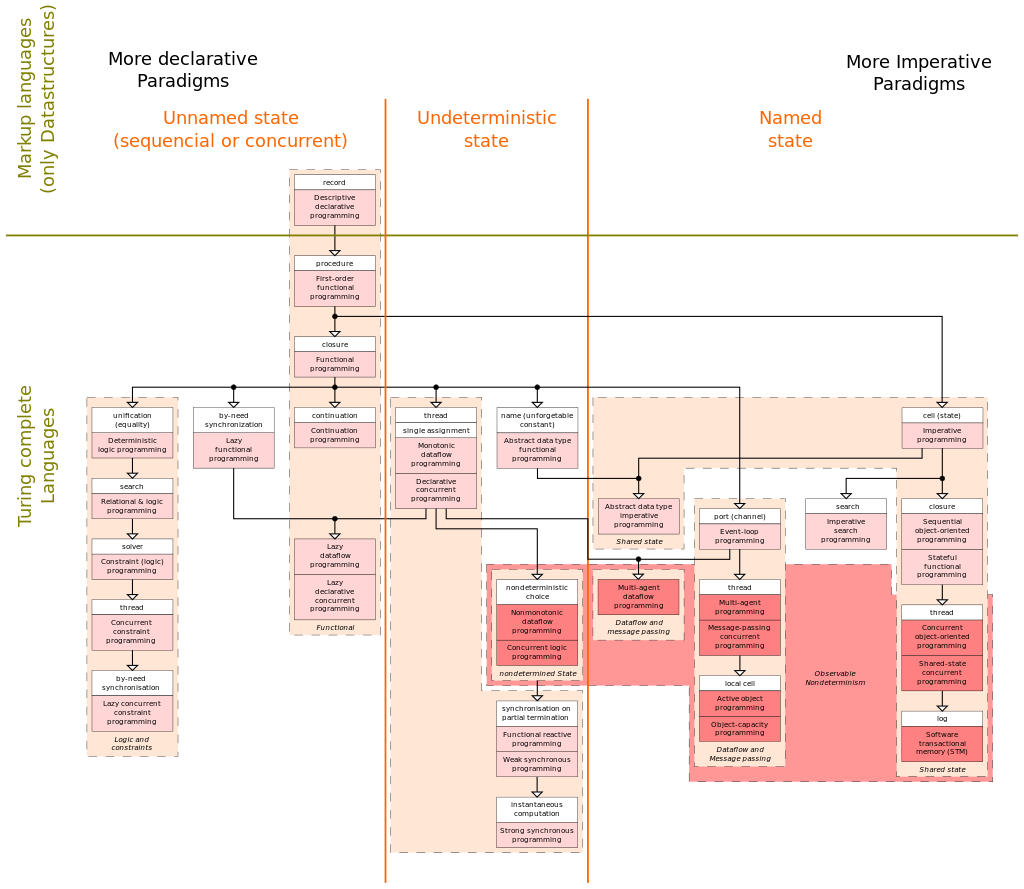 Markup languages
(only Datastructures)
More declarative
Paradigms
More Imperative
Paradigms
Unnamed state
(sequencial or concurrent)
Undeterministic
state
Named
state
record
Descriptive
declarative
programming
procedure
First-order
functional
programming
closure
Functional
programming
Turing complete
Languages
unification
(equality)
Deterministic
logic programming
search
Relational & logic
programming
solver
Constraint (logic)
programming
thread
Concurrent
constraint
programming
by-need
synchronisation
Lazy concurrent
constraint
programming
Logic and
constraints
by-need
synchronization
Lazy
functional
programming
continuation
Continuation
programming
Lazy
dataflow
programming
Lazy
declarative
concurrent
programming
Functional
thread
single assignment
Monotonic
dataflow
programming
Declarative
concurrent
programming
name (unforgetable
constant)
Abstract data type
functional
programming
nondeterministic
choice
Nonmonotonic
dataflow
programming
Concurrent logic
programming
nondetermined State
synchronisation on
partial termination
Functional reactive
programming
Weak synchronous
programming
instantaneous
computation
Strong synchronous
programming
Abstract data type
imperative
programming
Shared state
Multi-agent
dataflow
programming
Dataflow and
message passing
port (channel)
Event-loop
programming
thread
Multi-agent
programming
Message-passing
concurrent
programming
local cell
Active object
programming
Object-capacity
programming
Dataflow and
Message passing
search
Imperative
search
programming
Observable
Nondeterminism
cell (state)
Imperative
programming
closure
Sequential
object-oriented
programming
Stateful
functional
programming
thread
Concurrent
object-oriented
programming
Shared-state
concurrent
programming
log
Software
transactional
memory (STM)
Shared state